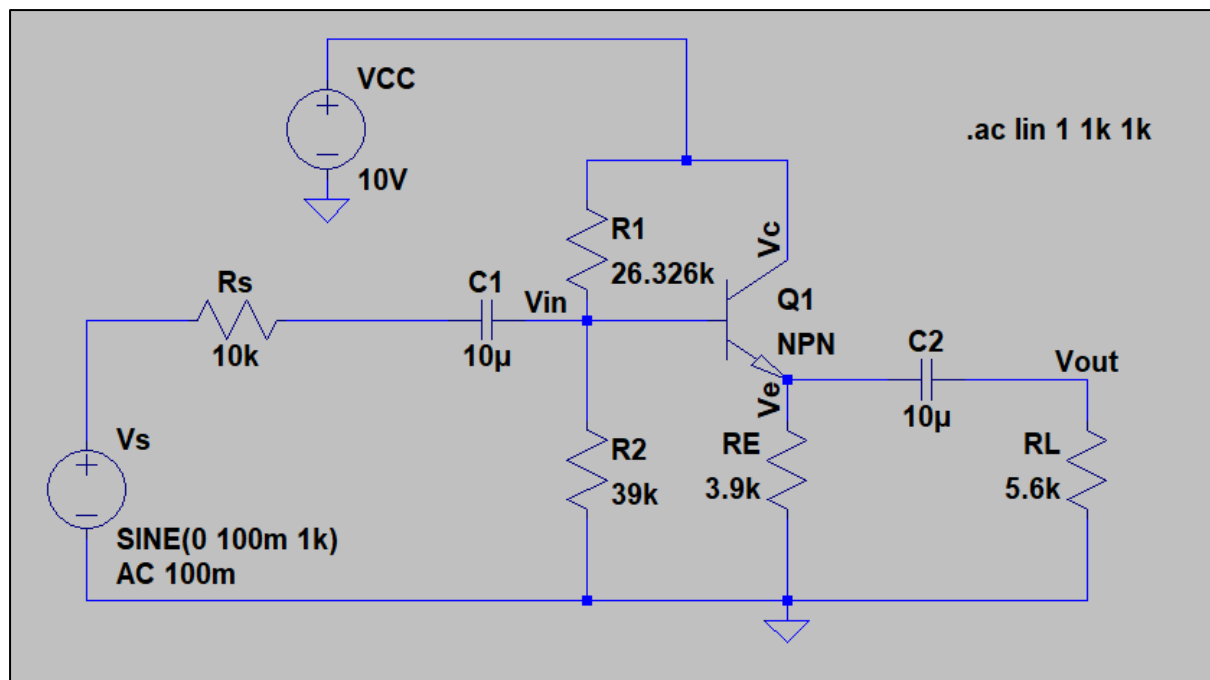 VCC
10V
.ac lin 1 1k 1k
R1
26.326k
Vc
Rs
10k
C1
10µ
Vin
Q1
NPN
Ve
C2
10µ
Vout
Vs
SINE(0 100m 1k)
AC 100m
R2
39k
RE
3.9k
RL
5.6k